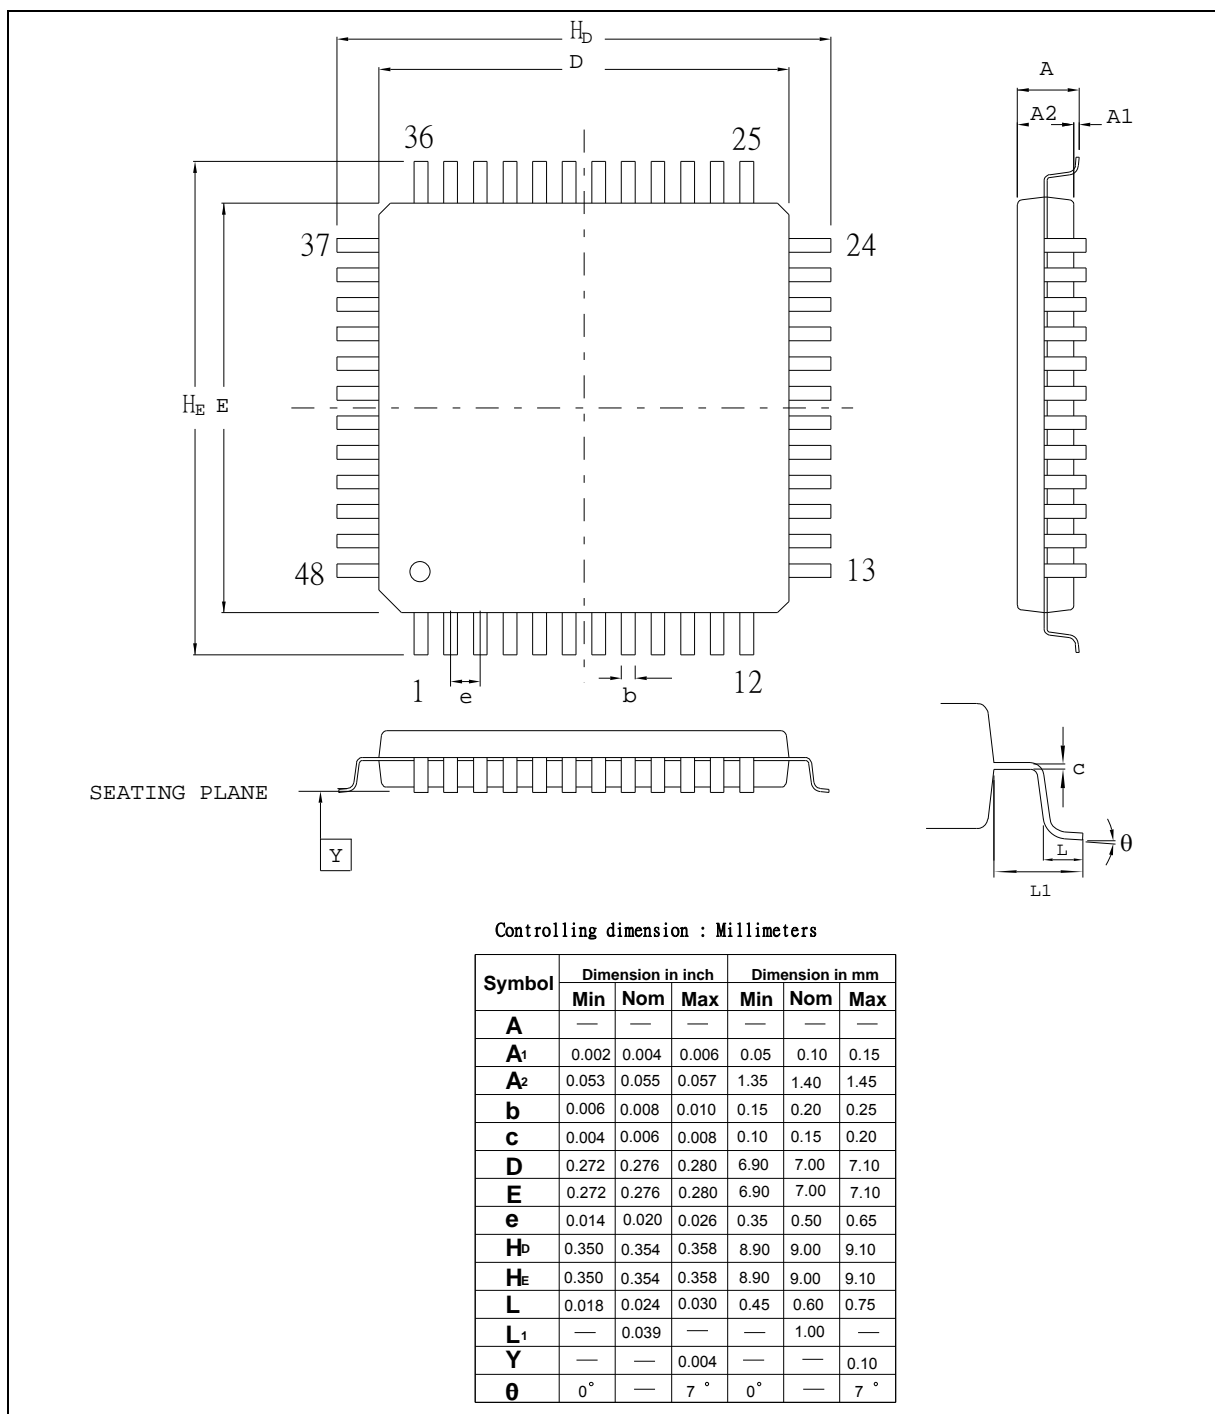 HD
D
A
A2 A1
36 25
37 24
HE E
48 13
1 e b 12
SEATING PLANE
Y
c
L θ
L1
Controlling dimension : Millimeters
Symbol Dimension in inch Dimension in mm
Min Nom Max Min Nom Max
A — — — — — —
A1 0.002 0.004 0.006 0.05 0.10 0.15
A2 0.053 0.055 0.057 1.35 1.40 1.45
b 0.006 0.008 0.010 0.15 0.20 0.25
c 0.004 0.006 0.008 0.10 0.15 0.20
D 0.272 0.276 0.280 6.90 7.00 7.10
E 0.272 0.276 0.280 6.90 7.00 7.10
e 0.014 0.020 0.026 0.35 0.50 0.65
HD 0.350 0.354 0.358 8.90 9.00 9.10
HE 0.350 0.354 0.358 8.90 9.00 9.10
L 0.018 0.024 0.030 0.45 0.60 0.75
L1 — 0.039 — — 1.00 —
Y — — 0.004 — — 0.10
θ 0° — 7° 0° — 7°